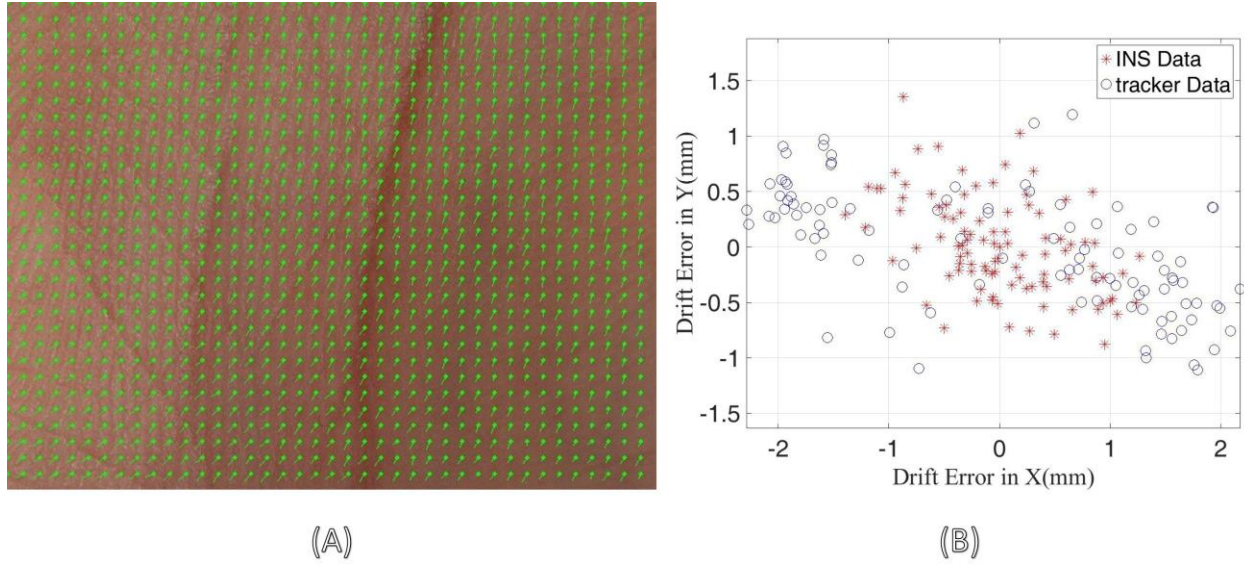 INS Data
tracker Data
1.5
1
0.5
0
-0.5
-1
-1.5
Drift Error in Y(mm)
-2 -1 0 1 2
Drift Error in X(mm)
(A) (B)